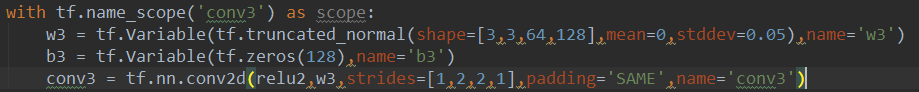 with tf.name_scope('conv3') as scope:
    w3 = tf.Variable(tf.truncated_normal(shape=[3,3,64,128],mean=0,stddev=0.05),name='w3')
    b3 = tf.Variable(tf.zeros(128),name='b3')
    conv3 = tf.nn.conv2d(relu2,w3,strides=[1,2,2,1],padding='SAME',name='conv3')